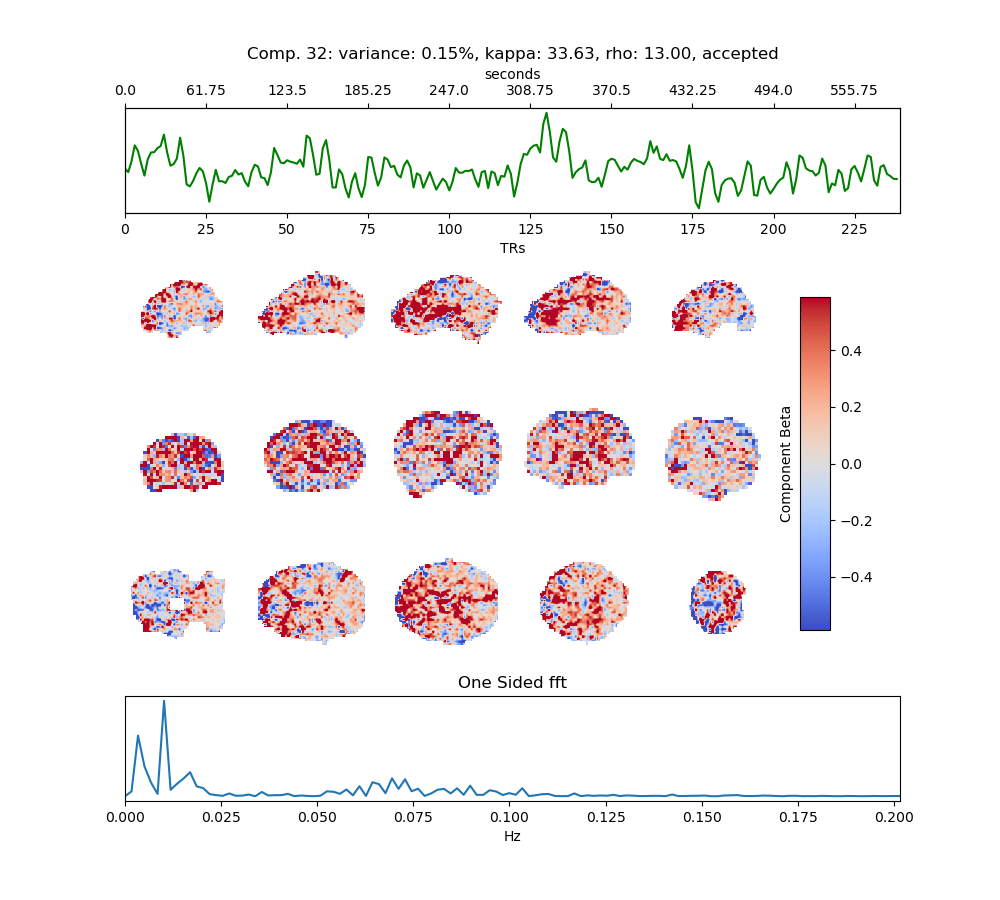 Comp. 32: variance: 0.15%, kappa: 33.63, rho: 13.00, accepted
seconds
0.0 61.75 123.5 185.25 247.0 308.75 370.5 432.25 494.0 555.75
0 25 50 75 100 125 150 175 200 225
TRs
0.4
0.2
0.0
−0.2
−0.4
Component Beta
One Sided fft
0.000 0.025 0.050 0.075 0.100 0.125 0.150 0.175 0.200
Hz